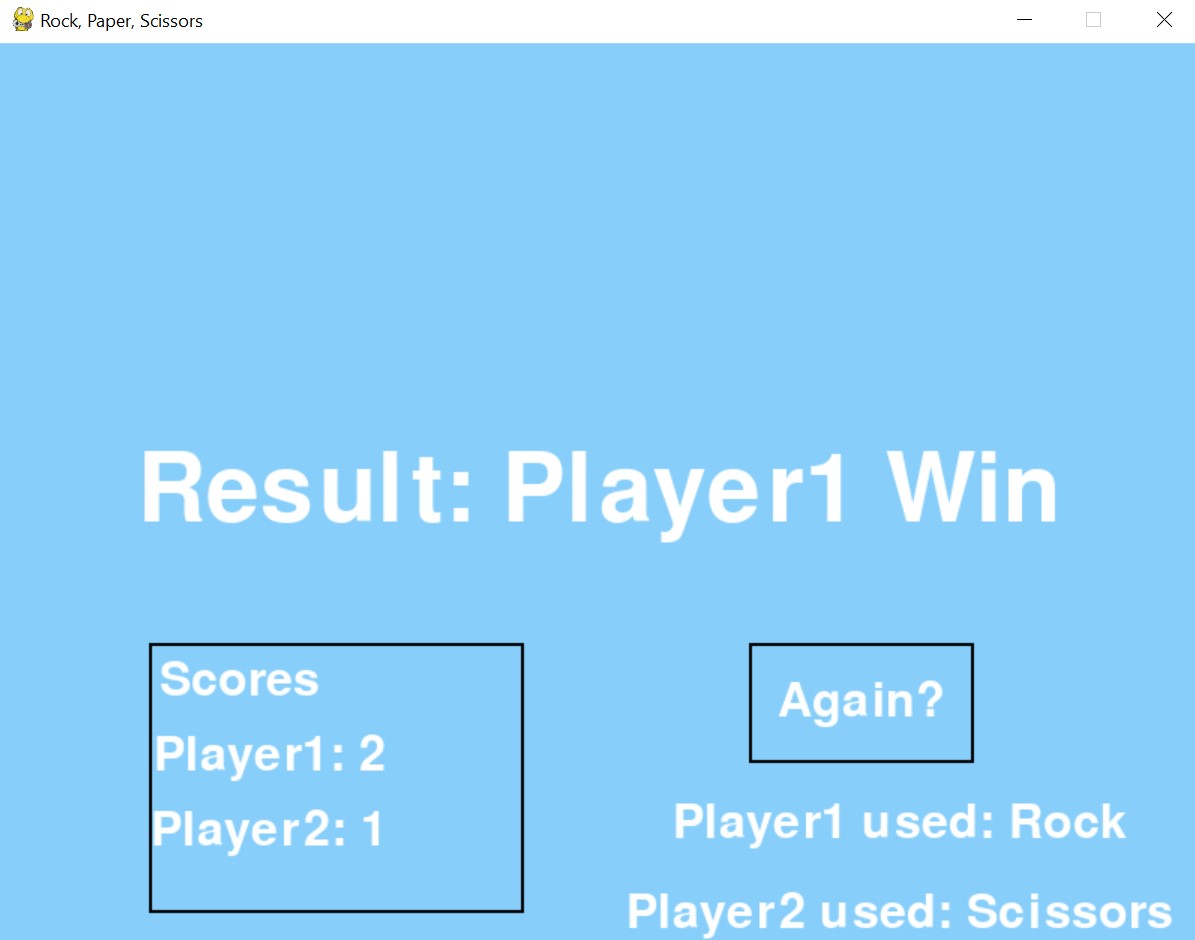 Rock, Paper, Scissors
Result: Player1 Win
Scores
Player1: 2
Player2: 1
Again?
Player1 used: Rock
Player2 used: Scissors